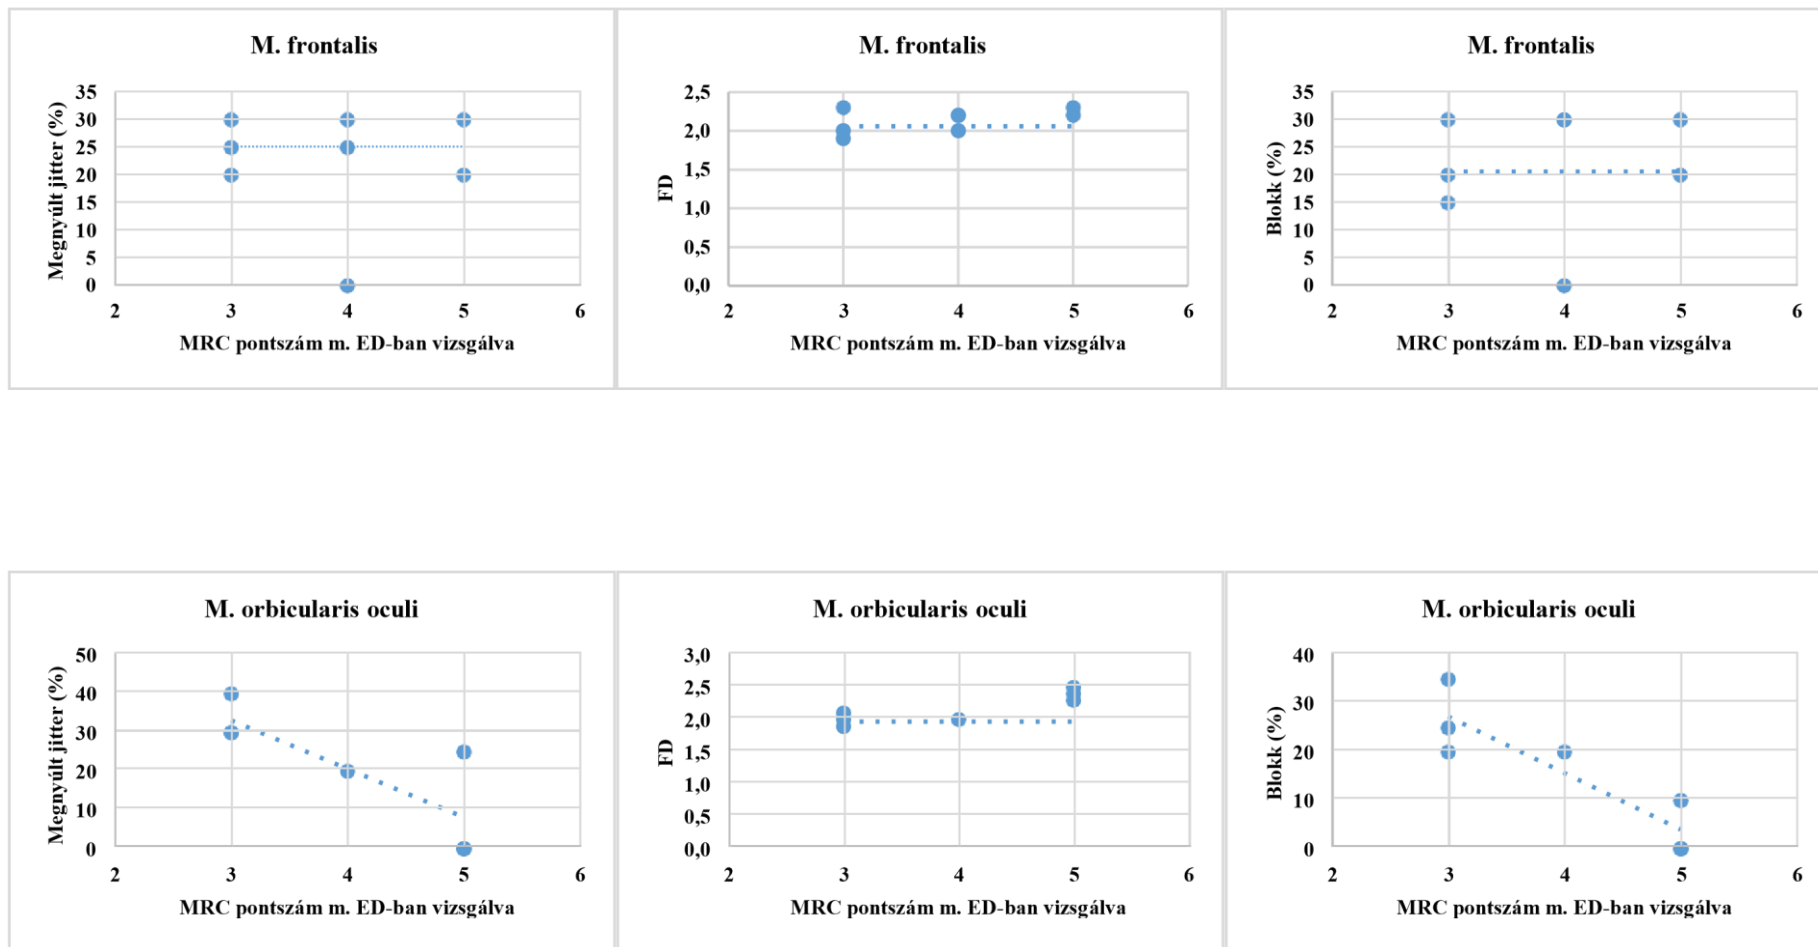 M. frontalis
Megnyúlt jitter (%)
35
30
25
20
15
10
5
0
2 3 4 5 6
MRC pontszám m. ED-ban vizsgálva
M. frontalis
FD
2,5
2,0
1,5
1,0
0,5
0,0
2 3 4 5 6
MRC pontszám m. ED-ban vizsgálva
M. frontalis
Blokk (%)
35
30
25
20
15
10
5
0
2 3 4 5 6
MRC pontszám m. ED-ban vizsgálva
M. orbicularis oculi
Megnyúlt jitter (%)
50
40
30
20
10
0
2 3 4 5 6
MRC pontszám m. ED-ban vizsgálva
M. orbicularis oculi
FD
3,0
2,5
2,0
1,5
1,0
0,5
0,0
2 3 4 5 6
MRC pontszám m. ED-ban vizsgálva
M. orbicularis oculi
Blokk (%)
40
30
20
10
0
2 3 4 5 6
MRC pontszám m. ED-ban vizsgálva